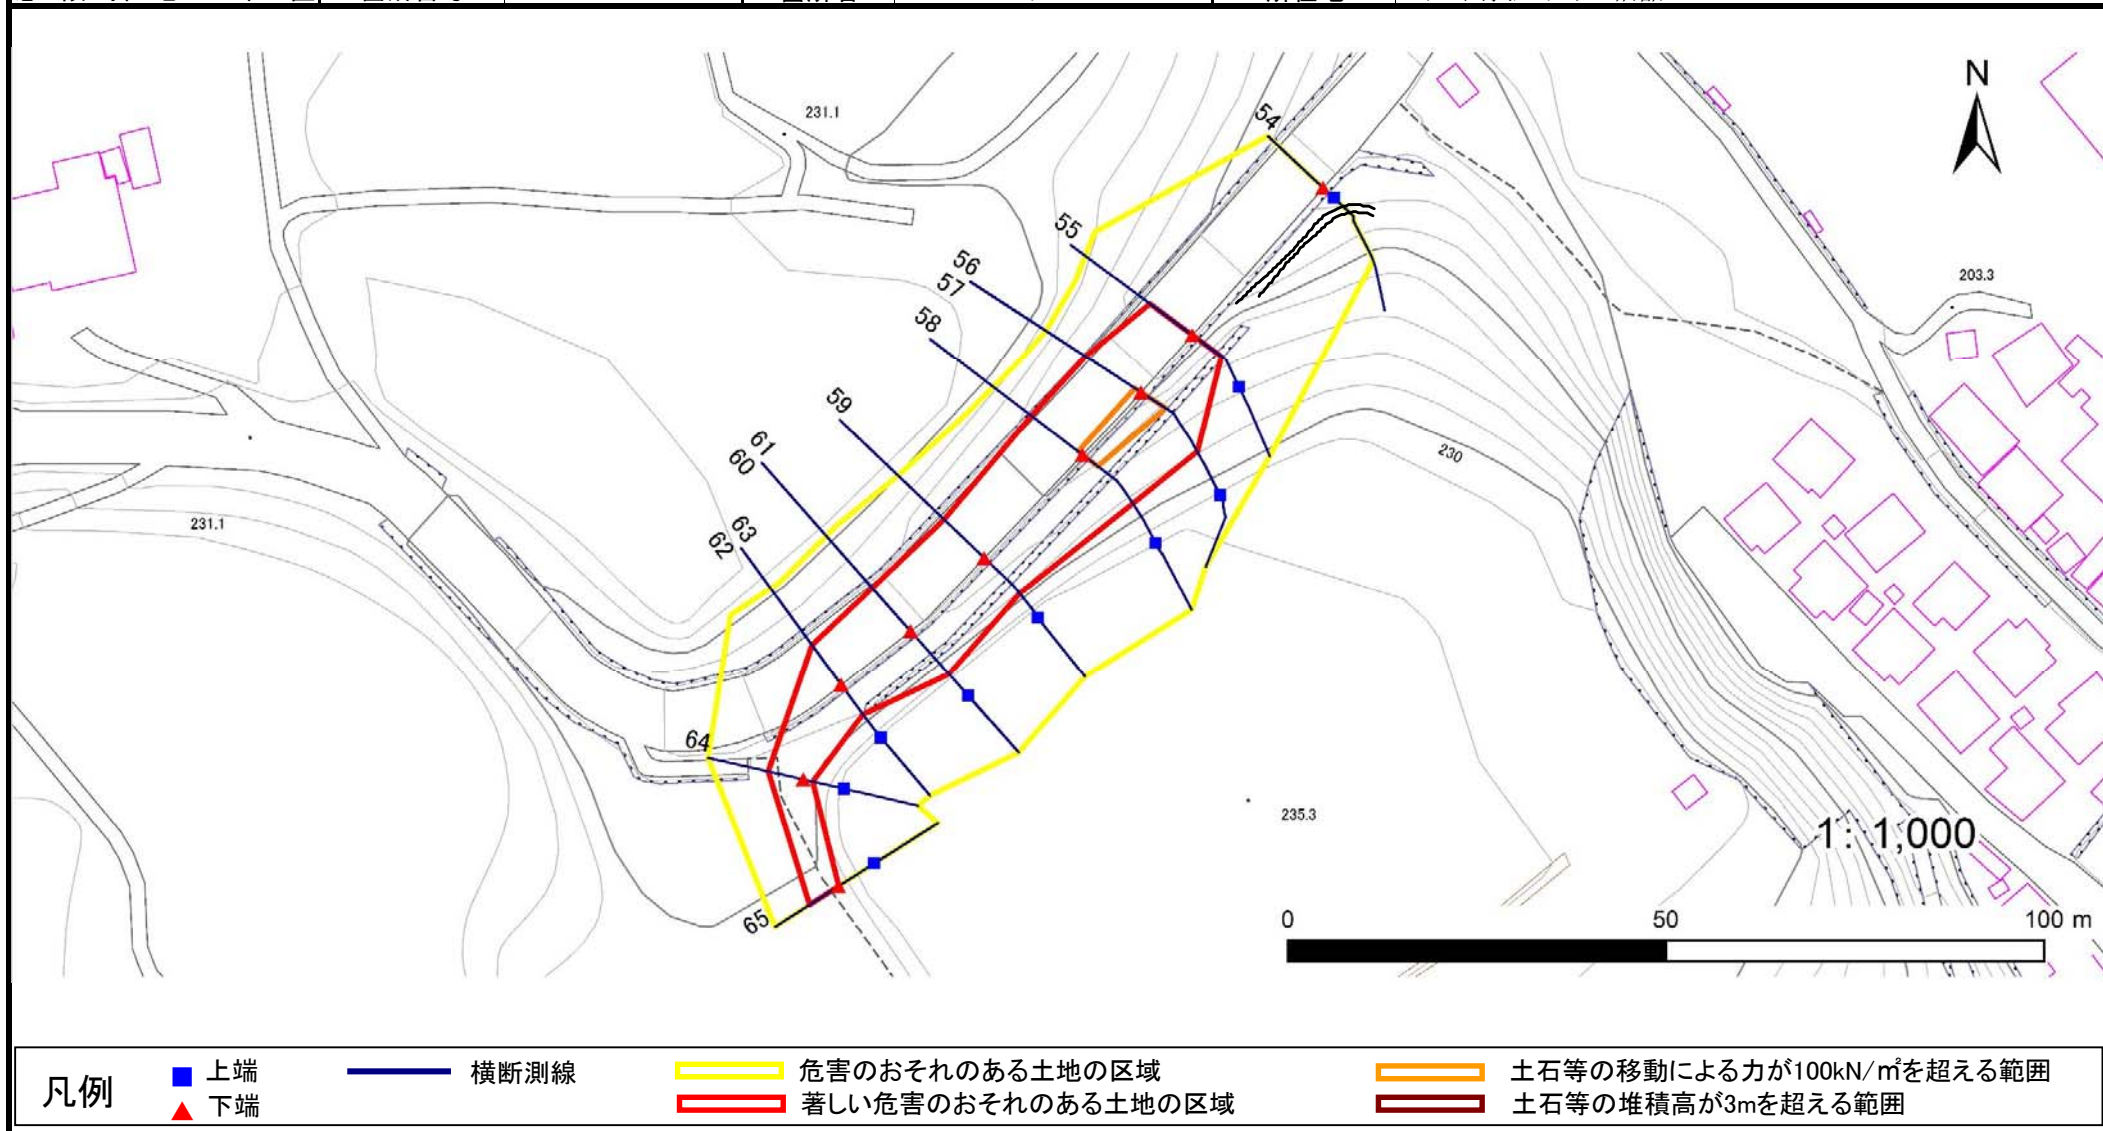 N
231.1
54
55
203.3
56
57
58
59
230
61
60
231.1
63
62
64
235.3
1: 1,000
65
0 50 100 m
凡例
上端
下端
横断測線
危害のおそれのある土地の区域
著しい危害のおそれのある土地の区域
土石等の移動による力が100kN/㎡を超える範囲
土石等の堆積高が3mを超える範囲